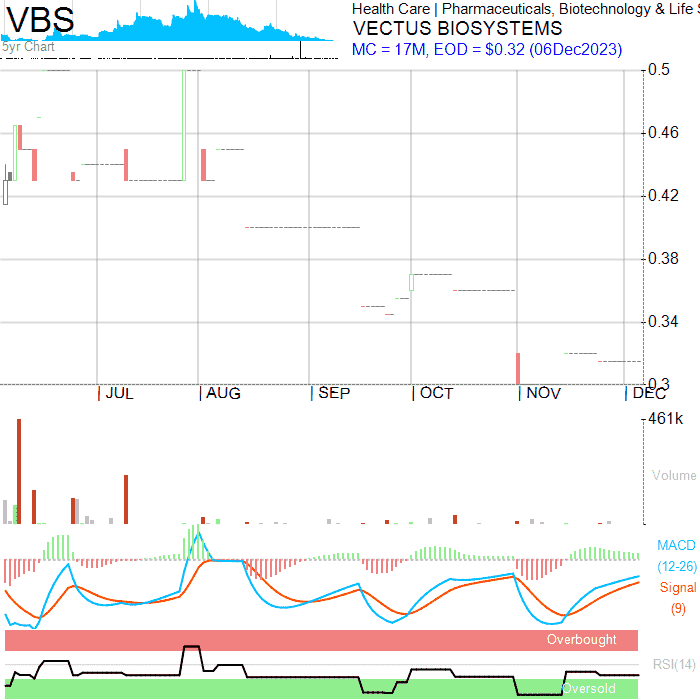 VBS
5yr Chart
Health Care | Pharmaceuticals, Biotechnology & Life S
VECTUS BIOSYSTEMS
MC = 17M, EOD = $0.32 (06Dec2023)
0.5
0.46
0.42
0.38
0.34
0.3
| JUL | AUG | SEP | OCT | NOV | DEC
461k
Volume
MACD
(12-26)
Signal
(9)
Overbought
RSI(14)
Oversold